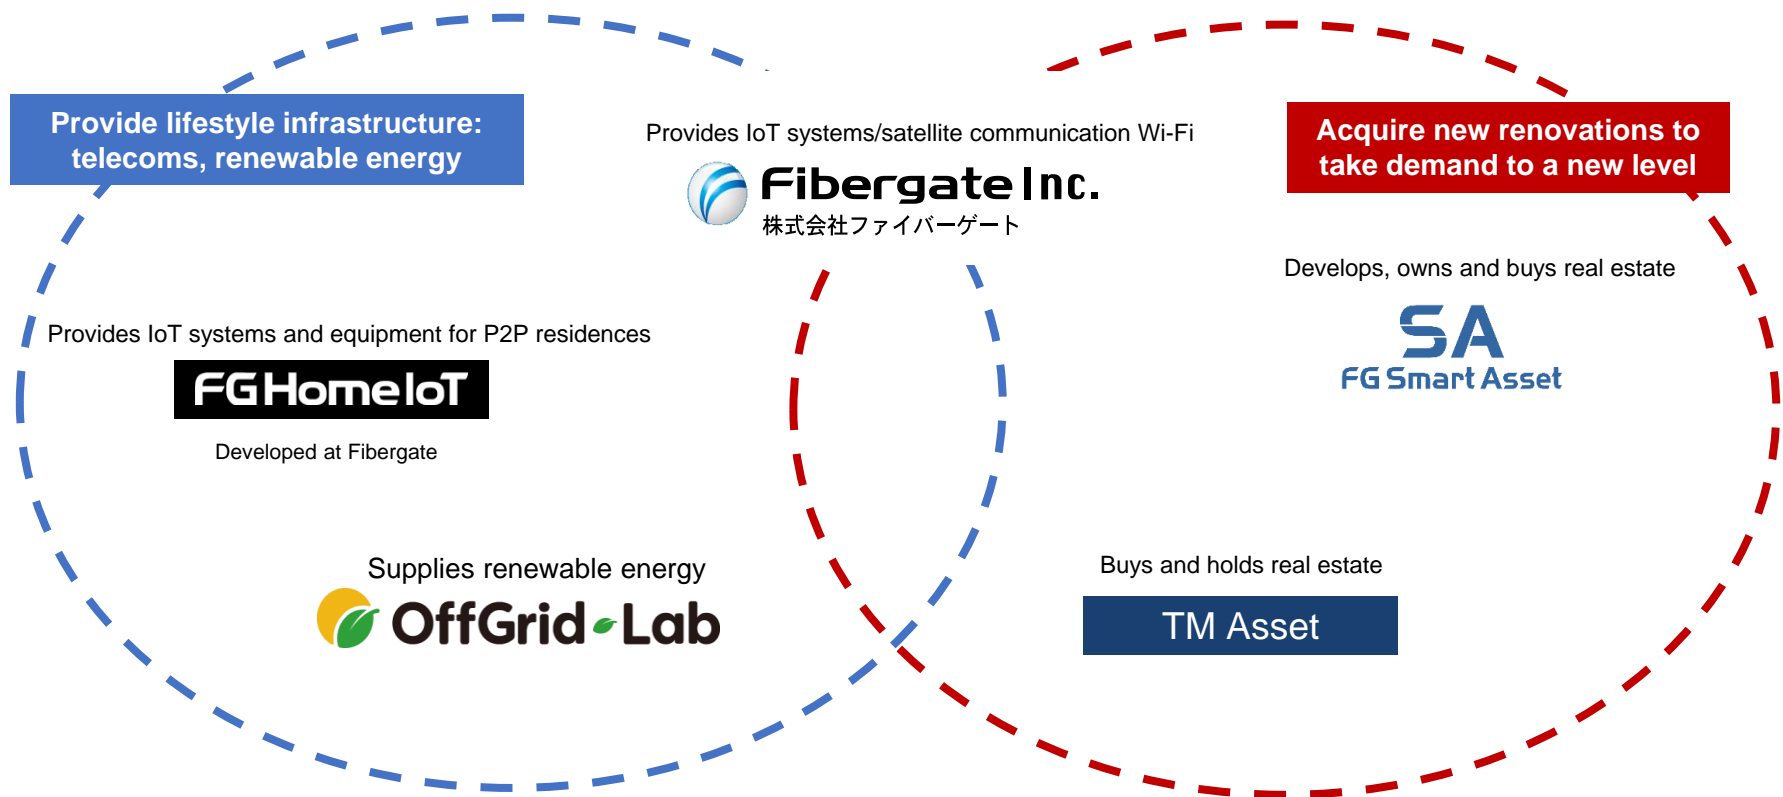 Provide lifestyle infrastructure:
telecoms, renewable energy
Provides IoT systems/satellite communication Wi-Fi
Fibergate Inc.
株式会社ファイバーゲート
Acquire new renovations to
take demand to a new level
Develops, owns and buys real estate
SA
FG Smart Asset
Provides IoT systems and equipment for P2P residences
FGHomeIoT
Developed at Fibergate
Supplies renewable energy
OffGrid Lab
Buys and holds real estate
TM Asset